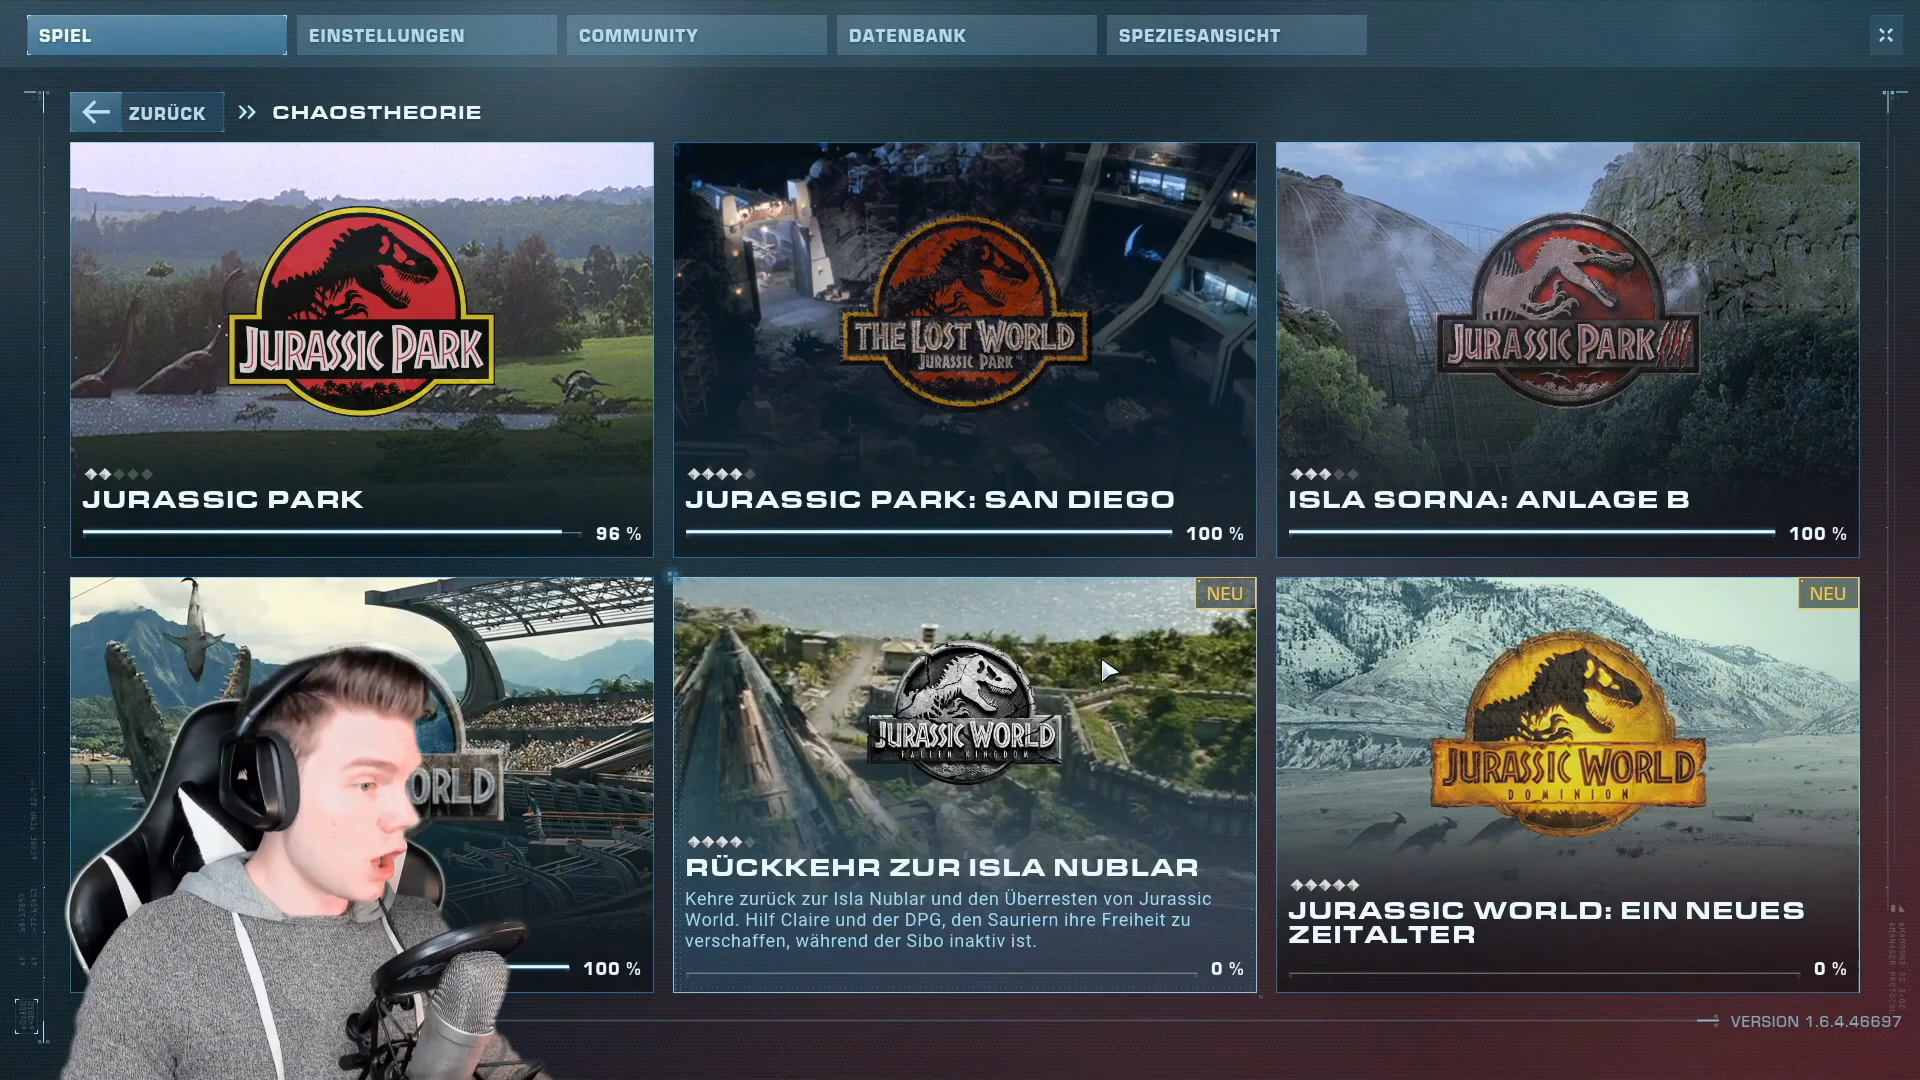 SPIEL
EINSTELLUNGEN
COMMUNITY
DATENBANK
SPEZIESANSICHT
ZURÜCK
CHAOSTHEORIE
JURASSIC PARK
JURASSIC PARK
96 %
THE LOST WORLD
JURASSIC PARK™
JURASSIC PARK: SAN DIEGO
100 %
JURASSIC PARK
ISLA SORNA: ANLAGE B
100 %
ORLD
100 %
NEU
JURASSIC WORLD
FALLEN KINGDOM
RÜCKKEHR ZUR ISLA NUBLAR
Kehre zurück zur Isla Nublar und den Überresten von Jurassic
World. Hilf Claire und der DPG, den Sauriern ihre Freiheit zu
verschaffen, während der Sibo inaktiv ist.
0 %
NEU
JURASSIC WORLD
DOMINION
JURASSIC WORLD: EIN NEUES
ZEITALTER
0 %
VERSION 1.6.4.46697